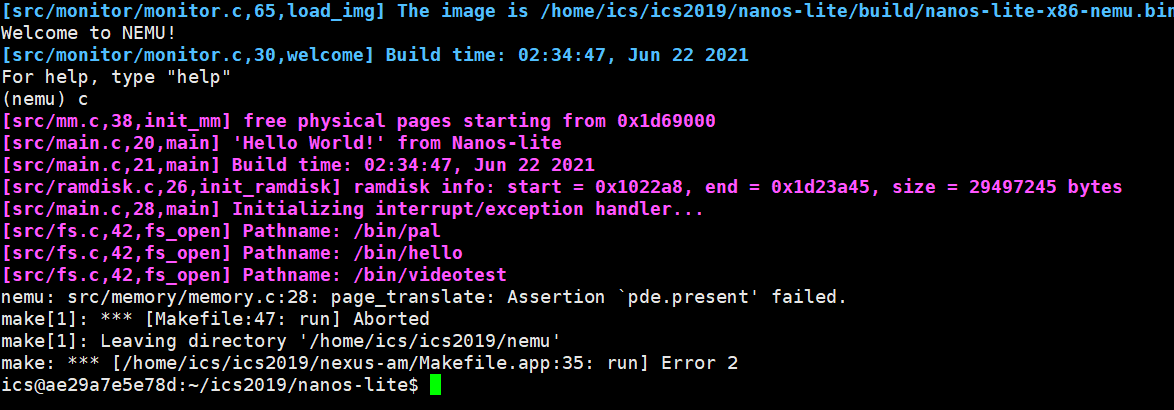 [src/monitor/monitor.c,65,load_img] The image is /home/ics/ics2019/nanos-lite/build/nanos-lite-x86-nemu.bin
Welcome to NEMU!
[src/monitor/monitor.c,30,welcome] Build time: 02:34:47, Jun 22 2021
For help, type "help"
(nemu) c
[src/mm.c,38,init_mm] free physical pages starting from 0x1d69000
[src/main.c,20,main] 'Hello World!' from Nanos-lite
[src/main.c,21,main] Build time: 02:34:47, Jun 22 2021
[src/ramdisk.c,26,init_ramdisk] ramdisk info: start = 0x1022a8, end = 0x1d23a45, size = 29497245 bytes
[src/main.c,28,main] Initializing interrupt/exception handler...
[src/fs.c,42,fs_open] Pathname: /bin/pal
[src/fs.c,42,fs_open] Pathname: /bin/hello
[src/fs.c,42,fs_open] Pathname: /bin/videotest
nemu: src/memory/memory.c:28: page_translate: Assertion `pde.present' failed.
make[1]: *** [Makefile:47: run] Aborted
make[1]: Leaving directory '/home/ics/ics2019/nemu'
make: *** [/home/ics/ics2019/nexus-am/Makefile.app:35: run] Error 2
ics@ae29a7e5e78d:~/ics2019/nanos-lite$